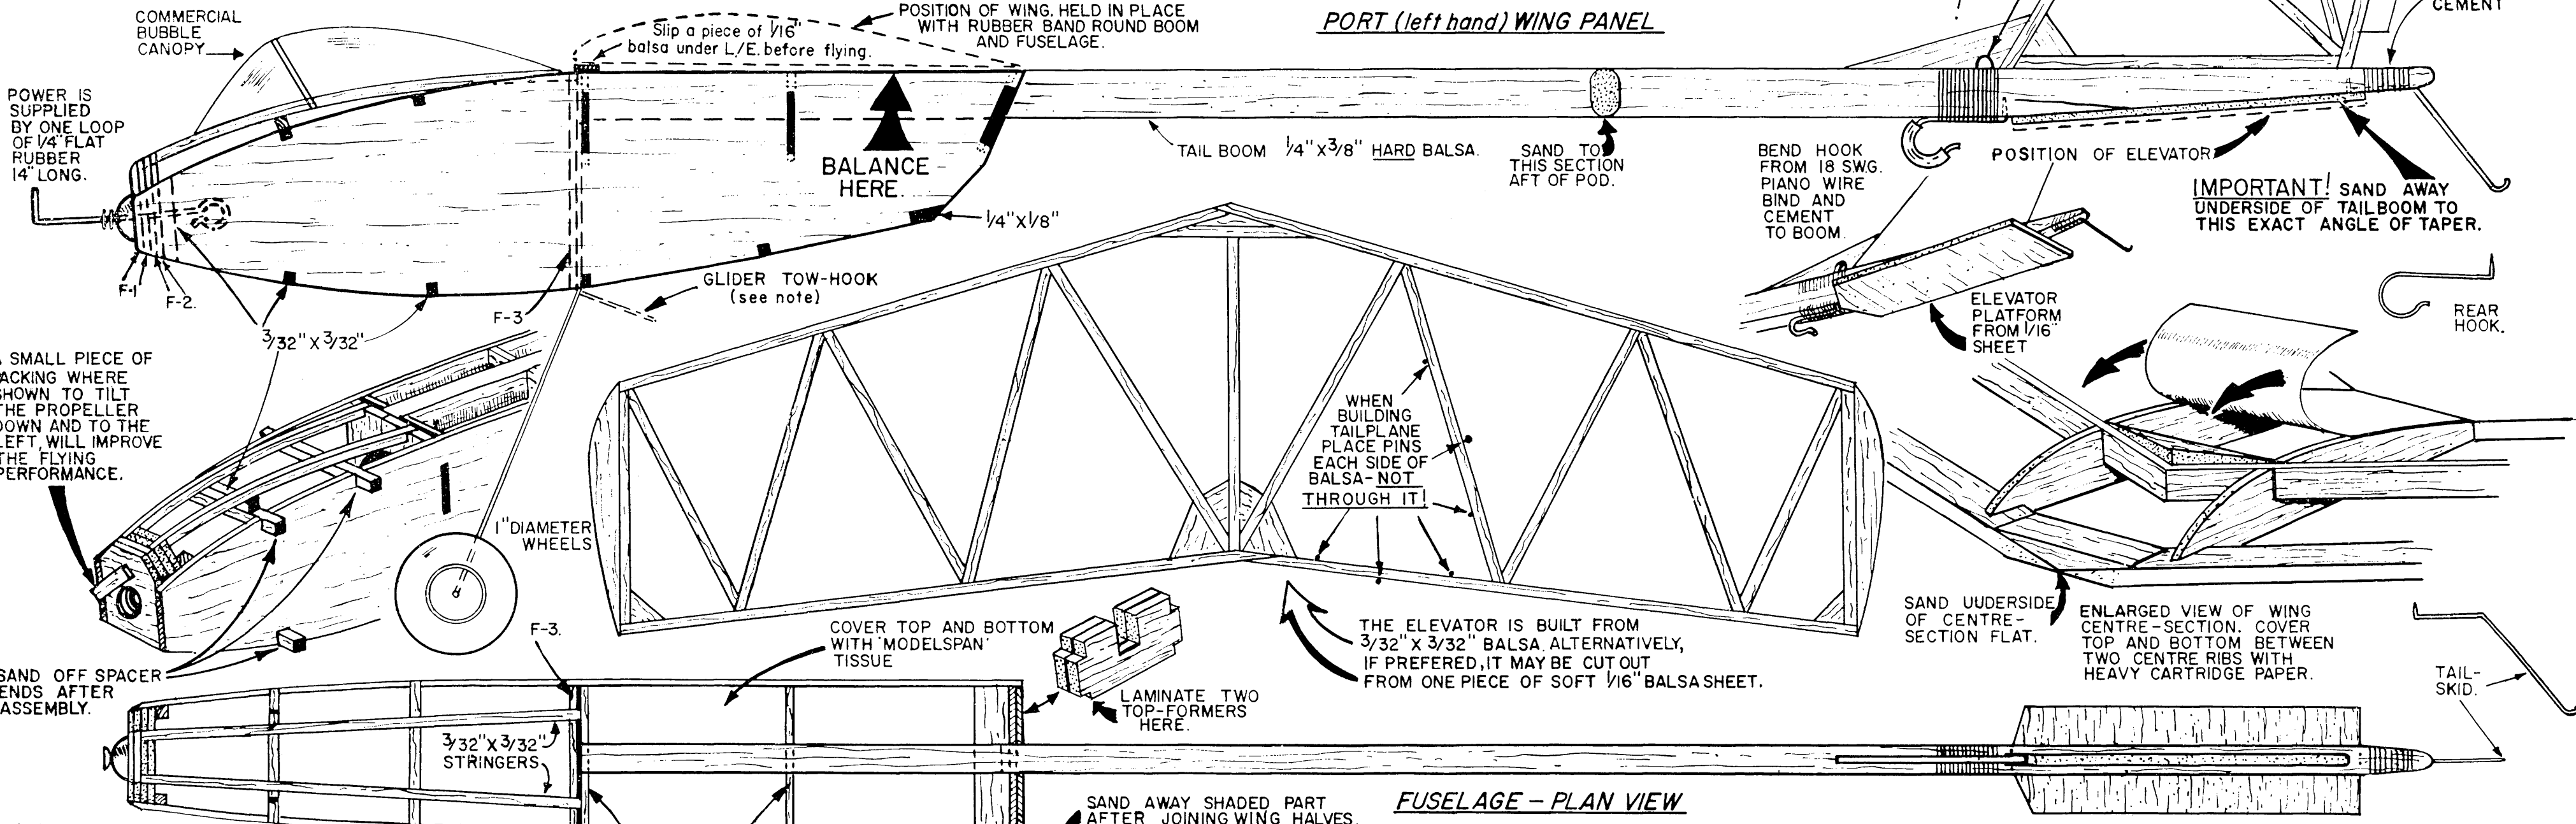 COMMERCIAL
BUBBLE
CANOPY
Slip a piece of 1/16"
balsa under L/E. before flying.
POSITION OF WING. HELD IN PLACE
WITH RUBBER BAND ROUND BOOM
AND FUSELAGE.
PORT (left hand) WING PANEL
CEMENT
POWER IS
SUPPLIED
BY ONE LOOP
OF 1/4" FLAT
RUBBER
14" LONG.
BALANCE
HERE.
TAIL BOOM 1/4" x 3/8" HARD BALSA.
SAND TO
THIS SECTION
AFT OF POD.
BEND HOOK
FROM 18 S.W.G.
PIANO WIRE
BIND AND
CEMENT
TO BOOM.
POSITION OF ELEVATOR
IMPORTANT! SAND AWAY
UNDERSIDE OF TAILBOOM TO
THIS EXACT ANGLE OF TAPER.
1/4" x 1/8"
F-1
F-2.
F-3
GLIDER TOW-HOOK
(see note)
3/32" x 3/32"
ELEVATOR
PLATFORM
FROM 1/16"
SHEET
REAR
HOOK.
A SMALL PIECE OF
ACKING WHERE
SHOWN TO TILT
THE PROPELLER
DOWN AND TO THE
LEFT, WILL IMPROVE
THE FLYING
PERFORMANCE.
1" DIAMETER
WHEELS
WHEN
BUILDING
TAILPLANE
PLACE PINS
EACH SIDE OF
BALSA-NOT
THROUGH IT!
SAND OFF SPACER
ENDS AFTER
ASSEMBLY.
F-3.
COVER TOP AND BOTTOM
WITH 'MODELSPAN'
TISSUE
LAMINATE TWO
TOP-FORMERS
HERE.
THE ELEVATOR IS BUILT FROM
3/32" x 3/32" BALSA. ALTERNATIVELY,
IF PREFERED, IT MAY BE CUT OUT
FROM ONE PIECE OF SOFT 1/16" BALSA SHEET.
SAND UUDERSIDE
OF CENTRE-
SECTION FLAT.
ENLARGED VIEW OF WING
CENTRE-SECTION. COVER
TOP AND BOTTOM BETWEEN
TWO CENTRE RIBS WITH
HEAVY CARTRIDGE PAPER.
TAIL-
SKID.
3/32" x 3/32"
STRINGERS
SAND AWAY SHADED PART
AFTER JOINING WING HALVES.
FUSELAGE - PLAN VIEW